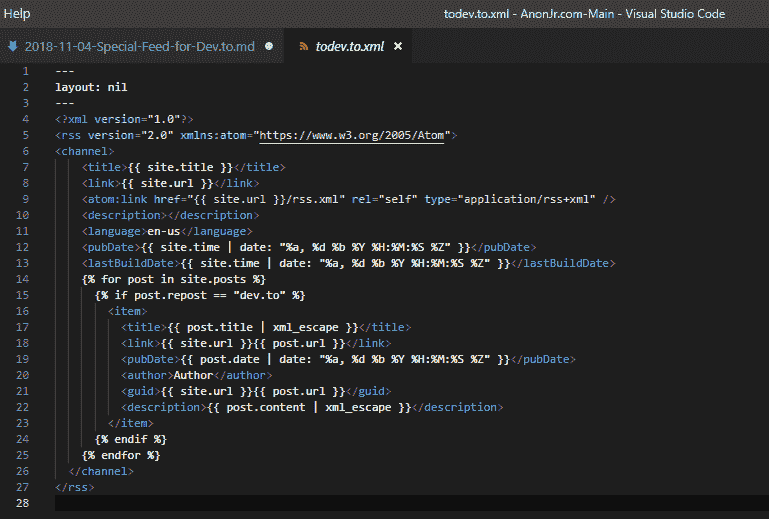 Help
todev.to.xml - AnonJr.com-Main - Visual Studio Code
2018-11-04-Special-Feed-for-Dev.to.md
todev.to.xml
1 ---
2 layout: nil
3 ---
4 <?xml version="1.0"?>
5 <rss version="2.0" xmlns:atom="https://www.w3.org/2005/Atom">
6 <channel>
7 <title>{{ site.title }}</title>
8 <link>{{ site.url }}</link>
9 <atom:link href="{{ site.url }}/rss.xml" rel="self" type="application/rss+xml" />
10 <description></description>
11 <language>en-us</language>
12 <pubDate>{{ site.time | date: "%a, %d %b %Y %H:%M:%S %Z" }}</pubDate>
13 <lastBuildDate>{{ site.time | date: "%a, %d %b %Y %H:%M:%S %Z" }}</lastBuildDate>
14 {% for post in site.posts %}
15 {% if post.repost == "dev.to" %}
16 <item>
17 <title>{{ post.title | xml_escape }}</title>
18 <link>{{ site.url }}{{ post.url }}</link>
19 <pubDate>{{ post.date | date: "%a, %d %b %Y %H:%M:%S %Z" }}</pubDate>
20 <author>Author</author>
21 <guid>{{ site.url }}{{ post.url }}</guid>
22 <description>{{ post.content | xml_escape }}</description>
23 </item>
24 {% endif %}
25 {% endfor %}
26 </channel>
27 </rss>
28